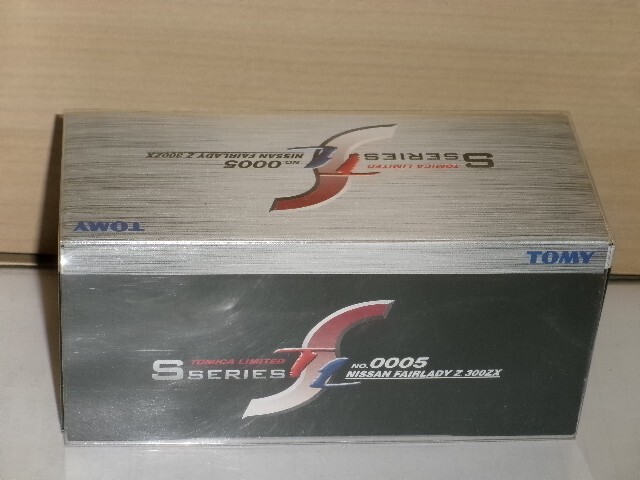 S SERIES
TOMICA LIMITED
NO.0005
NISSAN FAIRLADY Z 300ZX
TOMY
TOMY
TOMICA LIMITED
S SERIES
NO.0005
NISSAN FAIRLADY Z 300ZX